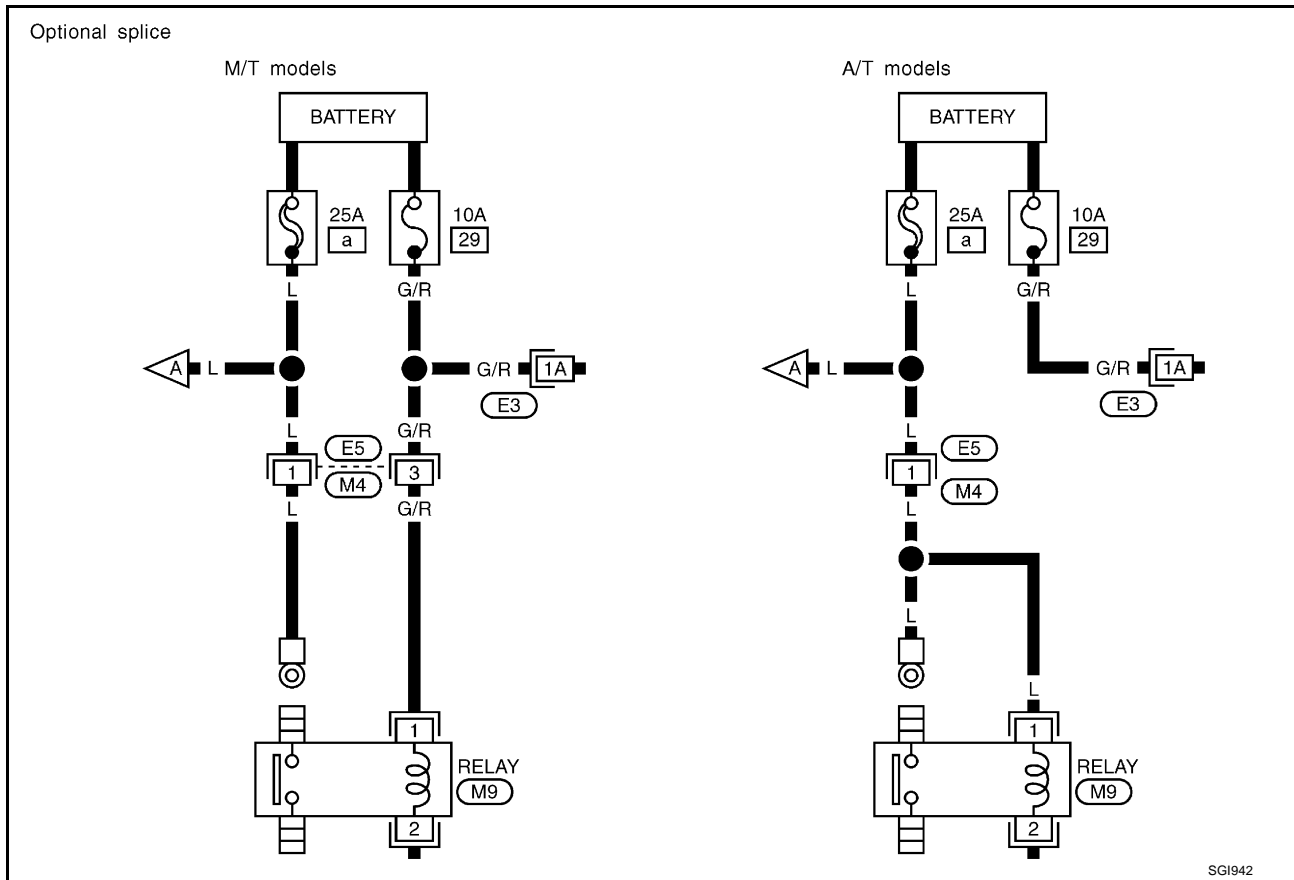 Optional splice
M/T models
BATTERY
25A
a
10A
29
L
G/R
A
L
G/R
1A
E3
L
G/R
1
E5
M4
3
L
G/R
1
RELAY
M9
2
A/T models
BATTERY
25A
a
10A
29
L
G/R
A
L
G/R
1A
E3
L
1
E5
M4
L
L
L
1
RELAY
M9
2
SGI942